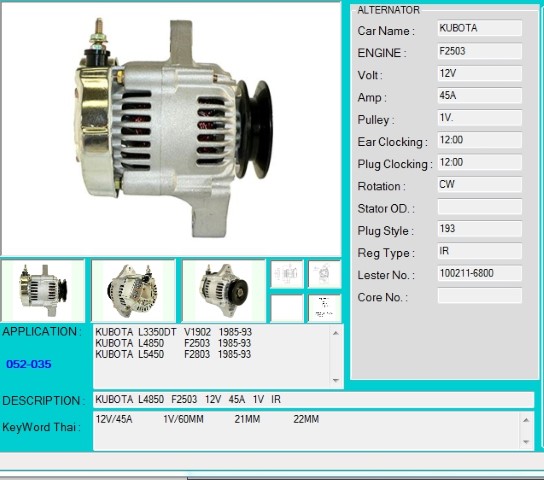 ALTERNATOR
Car Name : KUBOTA
ENGINE : F2503
Volt : 12V
Amp : 45A
Pulley : 1V.
Ear Clocking : 12:00
Plug Clocking : 12:00
Rotation : CW
Stator OD. :
Plug Style : 193
Reg Type : IR
Lester No. : 100211-6800
Core No. :
APPLICATION :
052-035
KUBOTA L3350DT V1902 1985-93
KUBOTA L4850 F2503 1985-93
KUBOTA L5450 F2803 1985-93
DESCRIPTION : KUBOTA L4850 F2503 12V 45A 1V IR
KeyWord Thai : 12V/45A 1V/60MM 21MM 22MM